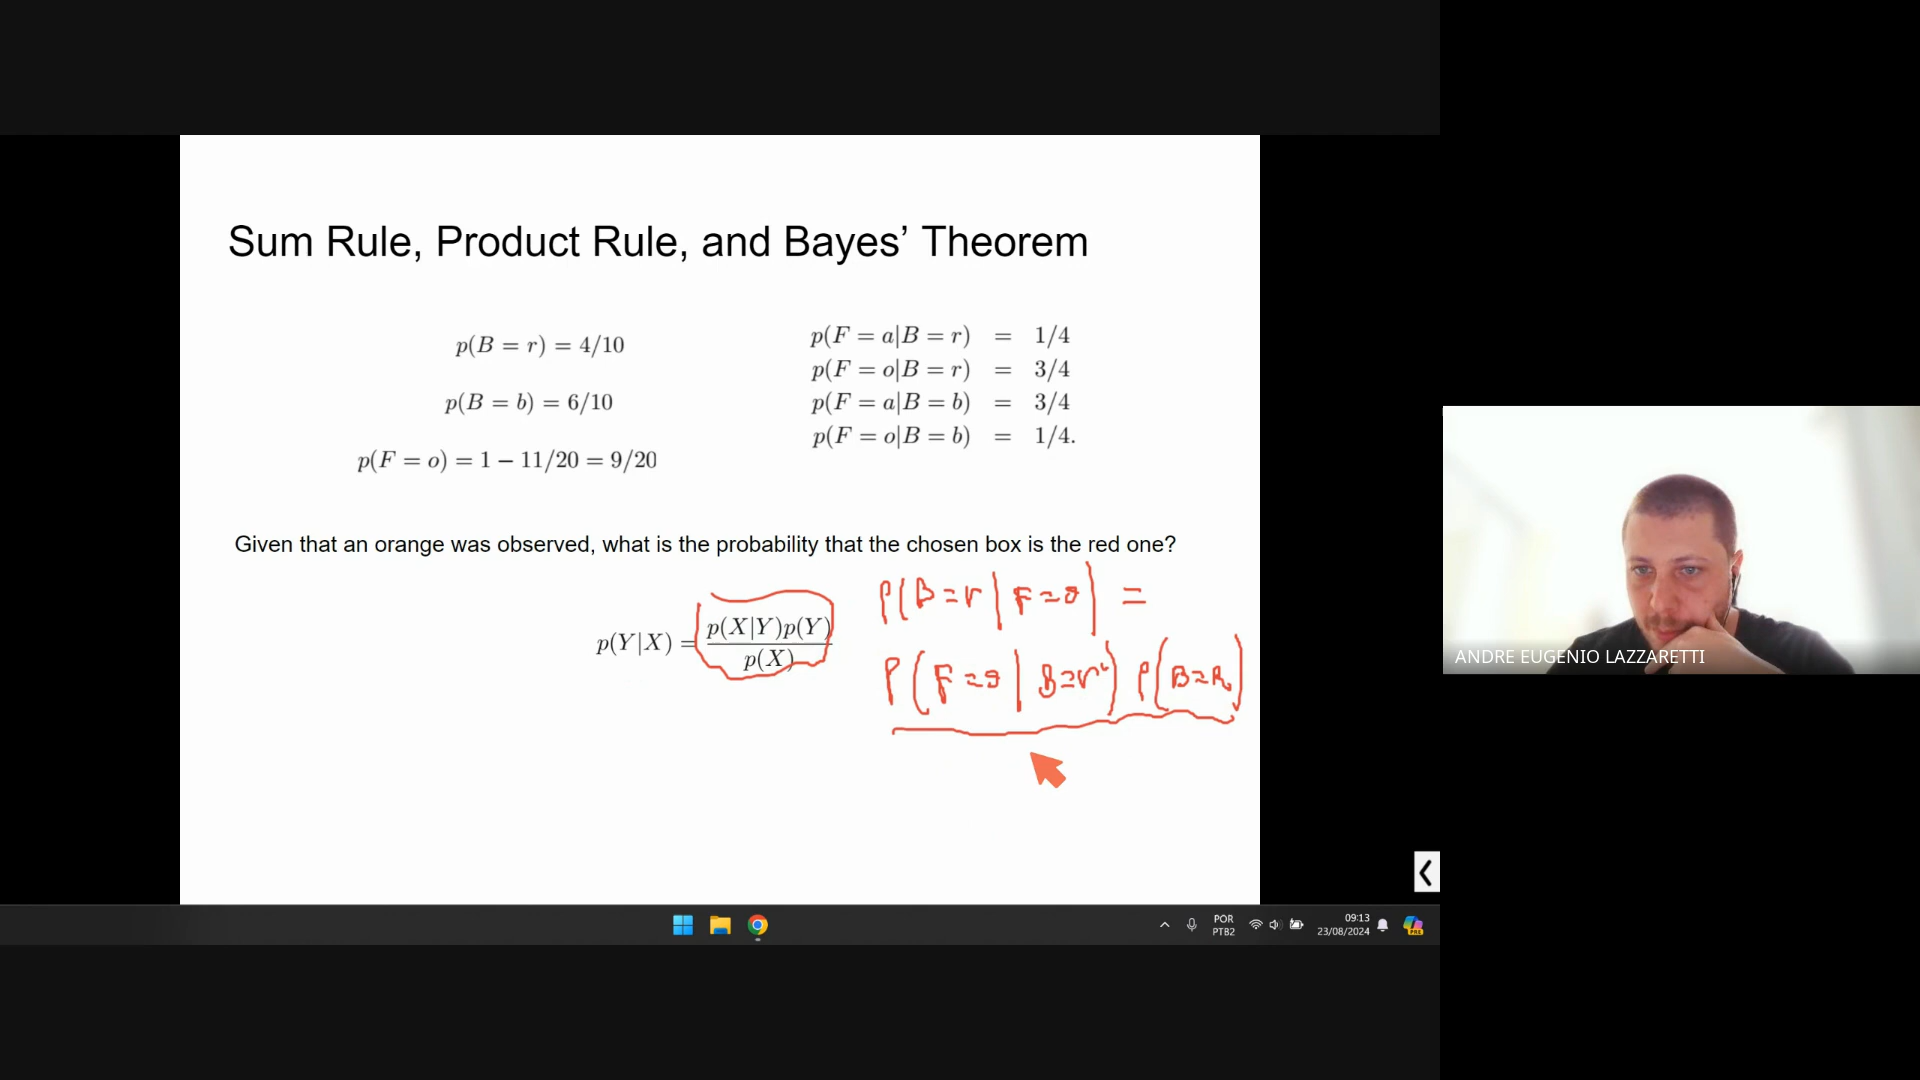 Sum Rule, Product Rule, and Bayes’ Theorem
p(B = r) = 4/10
p(B = b) = 6/10
p(F = o) = 1 − 11/20 = 9/20
p(F = a|B = r) = 1/4
p(F = o|B = r) = 3/4
p(F = a|B = b) = 3/4
p(F = o|B = b) = 1/4.
Given that an orange was observed, what is the probability that the chosen box is the red one?
p(Y|X) = p(X|Y)p(Y)
p(X)
P(B=r|F=o) =
P(F=o|B=r) P(B=R)
ANDRE EUGENIO LAZZARETTI
POR
PTB2
09:13
23/08/2024
PRE